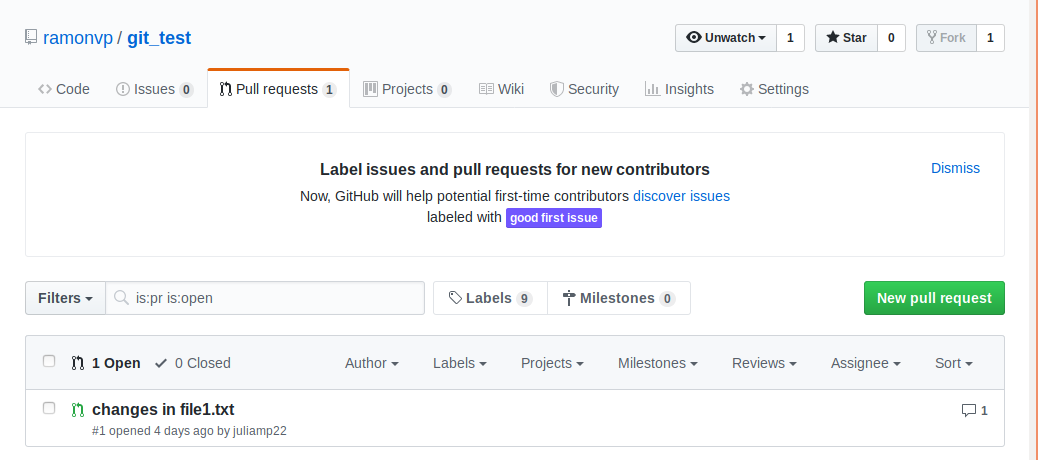 ramonvp / git_test
Unwatch 1 Star 0 Fork 1
Code Issues 0 Pull requests 1 Projects 0 Wiki Security Insights Settings
Label issues and pull requests for new contributors
Dismiss
Now, GitHub will help potential first-time contributors discover issues
labeled with good first issue
Filters is:pr is:open Labels 9 Milestones 0 New pull request
1 Open 0 Closed Author Labels Projects Milestones Reviews Assignee Sort
changes in file1.txt 1
#1 opened 4 days ago by juliamp22